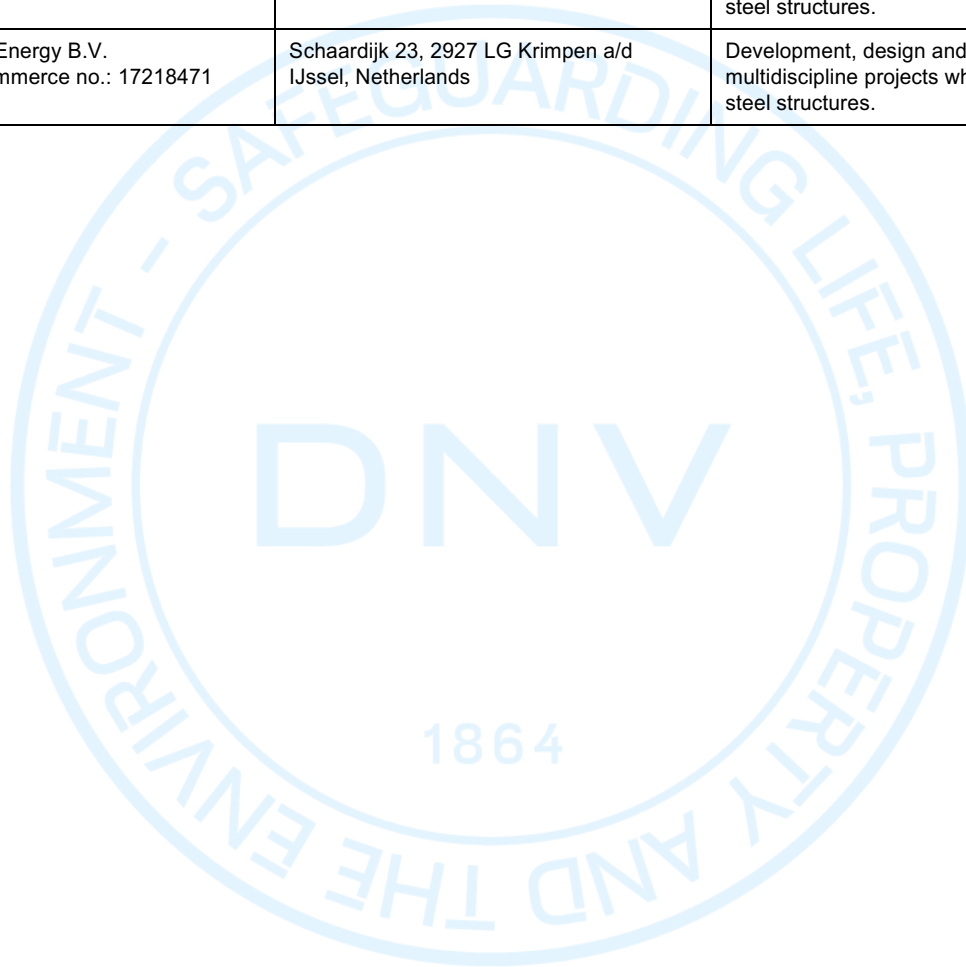 steel structures.
Energy B.V.
mmerce no.: 17218471
Schaardijk 23, 2927 LG Krimpen a/d
IJssel, Netherlands
Development, design and
multidiscipline projects wh
steel structures.
SAFEGUARDING LIFE, PROPERTY AND THE ENVIRONMENT -
DNV
1864